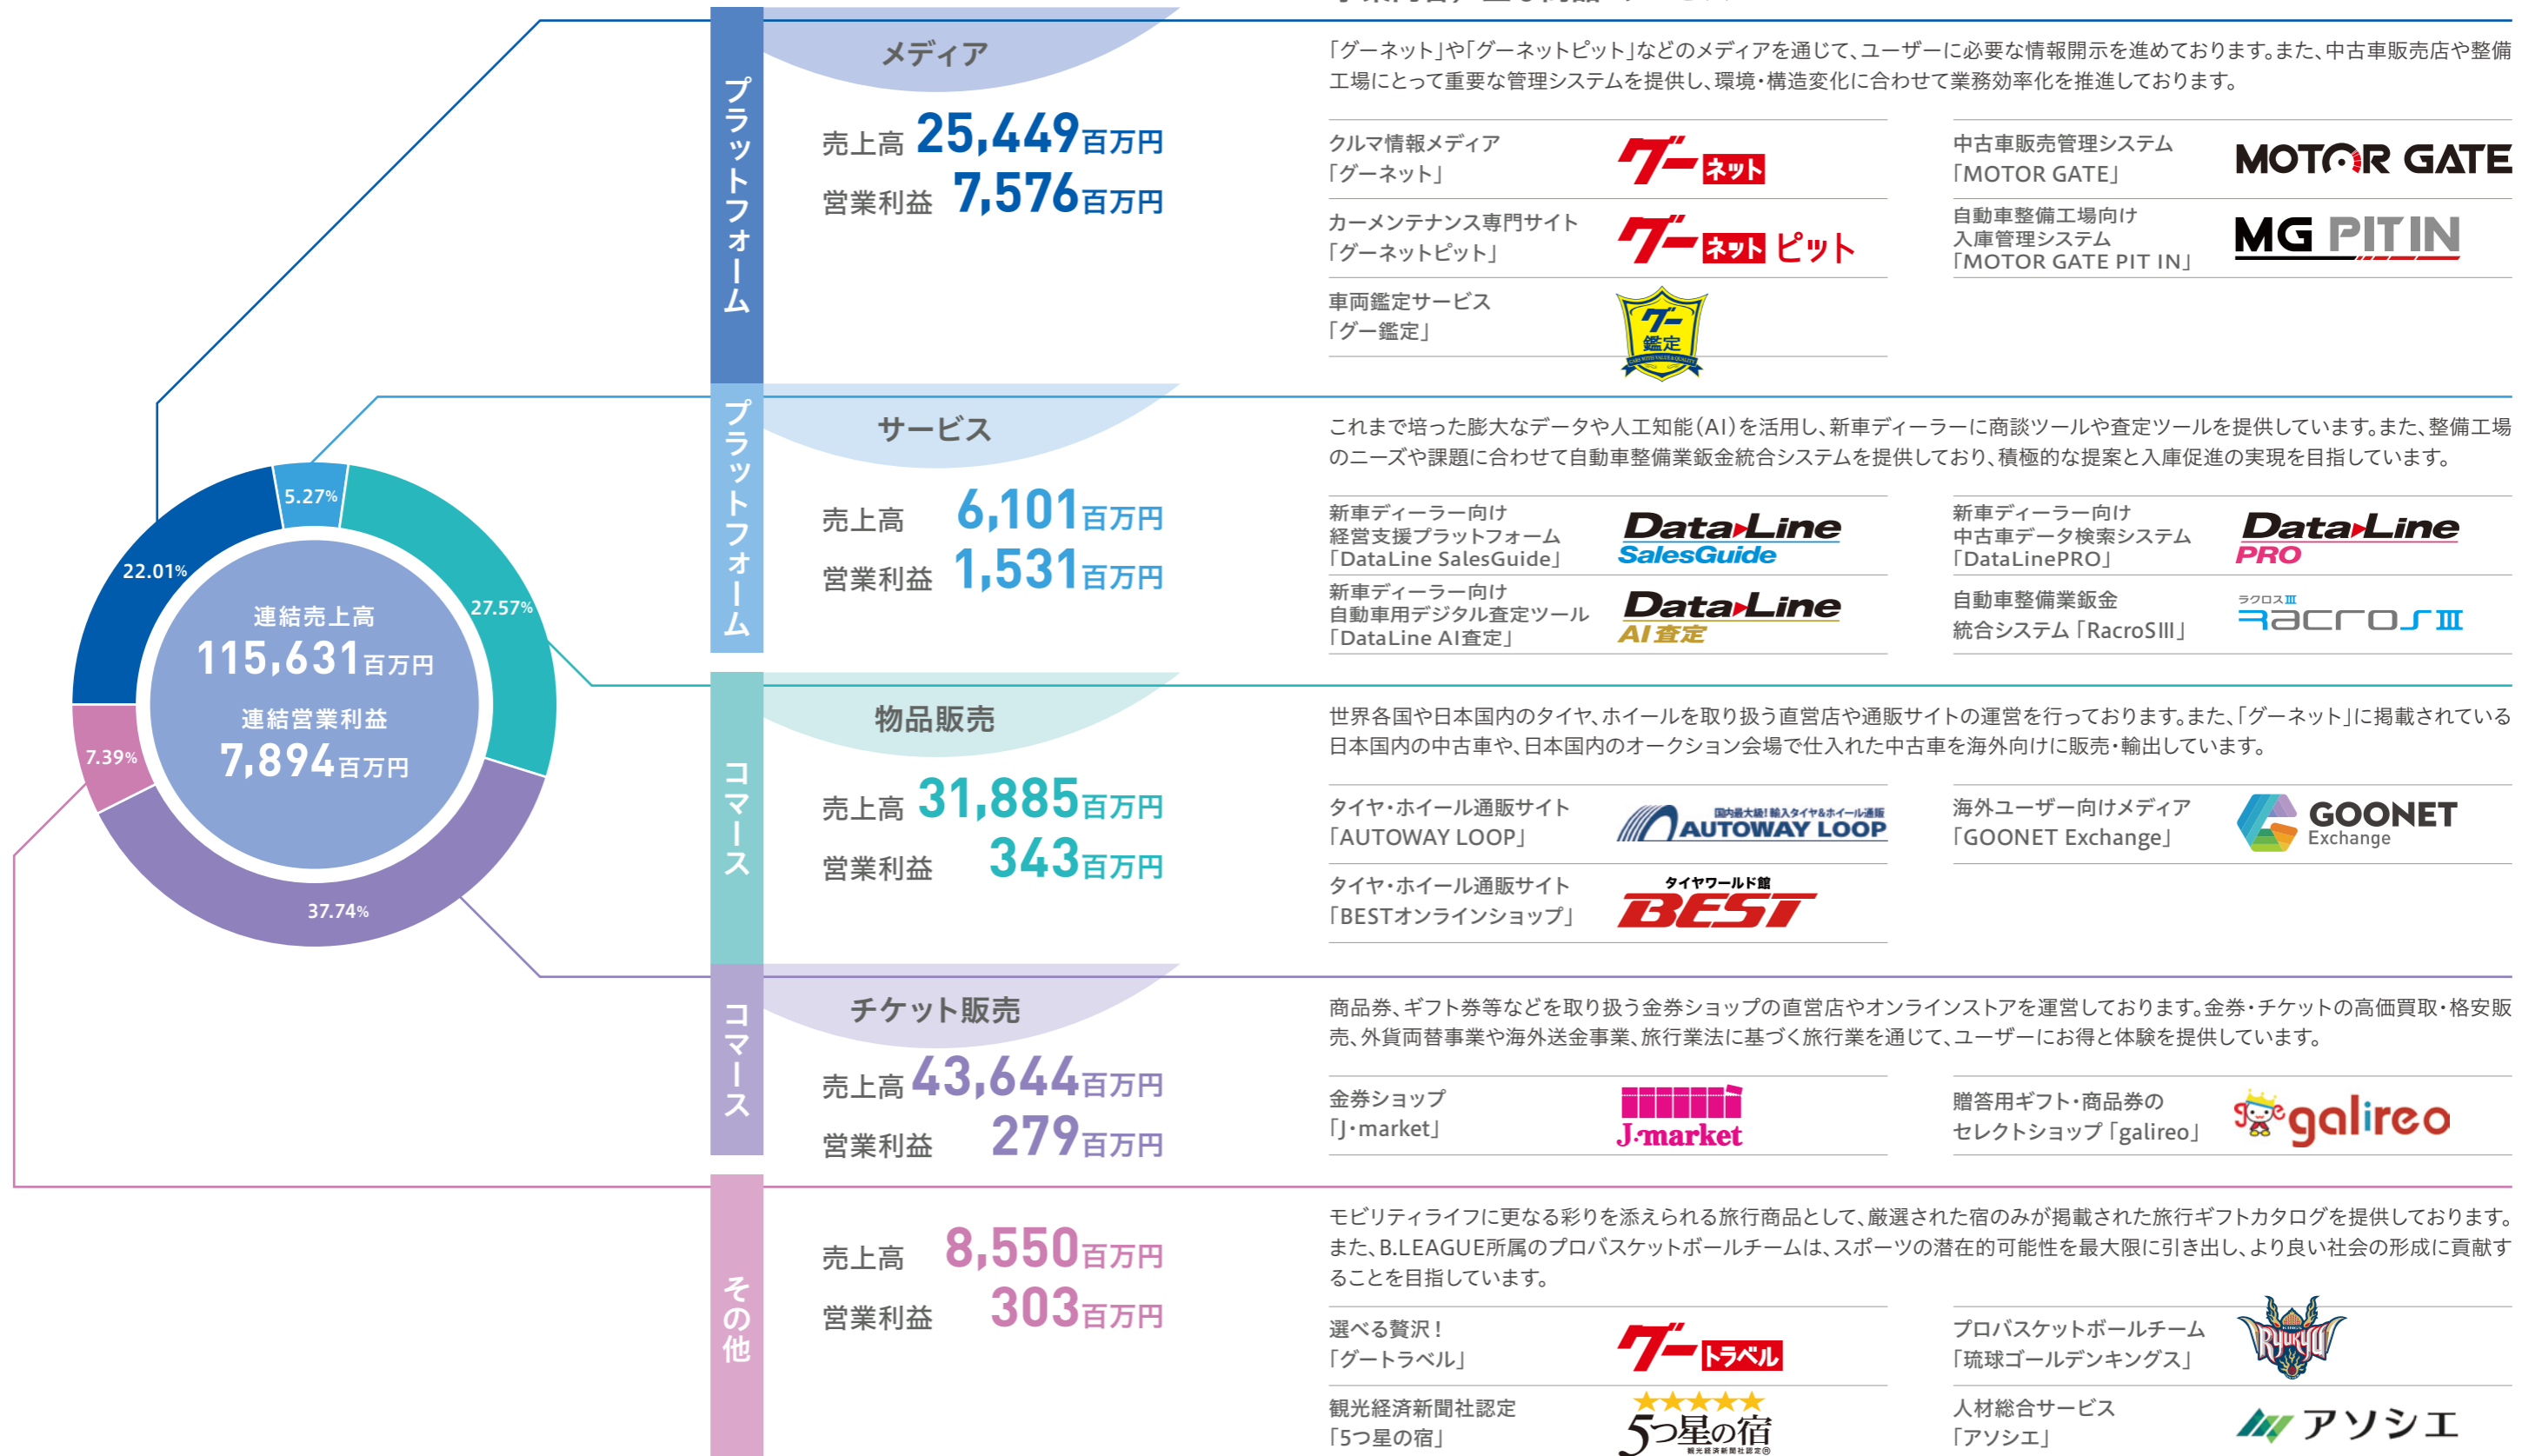 メディア
プラットフォーム
売上高 25,449百万円
営業利益 7,576百万円
「グーネット」や「グーネットピット」などのメディアを通じて、ユーザーに必要な情報開示を進めております。また、中古車販売店や整備
工場にとって重要な管理システムを提供し、環境・構造変化に合わせて業務効率化を推進しております。
クルマ情報メディア
「グーネット」
グーネット
中古車販売管理システム
「MOTOR GATE」
MOTOR GATE
カーメンテナンス専門サイト
「グーネットピット」
グーネットピット
自動車整備工場向け
入庫管理システム
「MOTOR GATE PIT IN」
MG PIT IN
車両鑑定サービス
「グー鑑定」
グー
鑑定
CARS WITH VALUE & QUALITY
サービス
プラットフォーム
売上高 6,101百万円
営業利益 1,531百万円
これまで培った膨大なデータや人工知能（AI）を活用し、新車ディーラーに商談ツールや査定ツールを提供しています。また、整備工場
のニーズや課題に合わせて自動車整備業鈑金統合システムを提供しており、積極的な提案と入庫促進の実現を目指しています。
新車ディーラー向け
経営支援プラットフォーム
「DataLine SalesGuide」
DataLine
SalesGuide
新車ディーラー向け
中古車データ検索システム
「DataLinePRO」
DataLine
PRO
新車ディーラー向け
自動車用デジタル査定ツール
「DataLine AI査定」
DataLine
AI査定
自動車整備業鈑金
統合システム「RacroSⅢ」
ラクロスⅢ
RacroSⅢ
5.27%
22.01%
27.57%
7.39%
37.74%
連結売上高
115,631百万円
連結営業利益
7,894百万円
物品販売
コマース
売上高 31,885百万円
営業利益 343百万円
世界各国や日本国内のタイヤ、ホイールを取り扱う直営店や通販サイトの運営を行っております。また、「グーネット」に掲載されている
日本国内の中古車や、日本国内のオークション会場で仕入れた中古車を海外向けに販売・輸出しています。
タイヤ・ホイール通販サイト
「AUTOWAY LOOP」
国内最大級！輸入タイヤ&ホイール通販
AUTOWAY LOOP
海外ユーザー向けメディア
「GOONET Exchange」
GOONET
Exchange
タイヤ・ホイール通販サイト
「BESTオンラインショップ」
タイヤワールド館
BEST
チケット販売
コマース
売上高 43,644百万円
営業利益 279百万円
商品券、ギフト券等などを取り扱う金券ショップの直営店やオンラインストアを運営しております。金券・チケットの高価買取・格安販
売、外貨両替事業や海外送金事業、旅行業法に基づく旅行業を通じて、ユーザーにお得と体験を提供しています。
金券ショップ
「J・market」
J・market
贈答用ギフト・商品券の
セレクトショップ「galireo」
galireo
その他
売上高 8,550百万円
営業利益 303百万円
モビリティライフに更なる彩りを添えられる旅行商品として、厳選された宿のみが掲載された旅行ギフトカタログを提供しております。
また、B.LEAGUE所属のプロバスケットボールチームは、スポーツの潜在的可能性を最大限に引き出し、より良い社会の形成に貢献す
ることを目指しています。
選べる贅沢！
「グートラベル」
グートラベル
プロバスケットボールチーム
「琉球ゴールデンキングス」
RYUKYU
観光経済新聞社認定
「5つ星の宿」
5つ星の宿
観光経済新聞社認定®
人材総合サービス
「アソシエ」
アソシエ